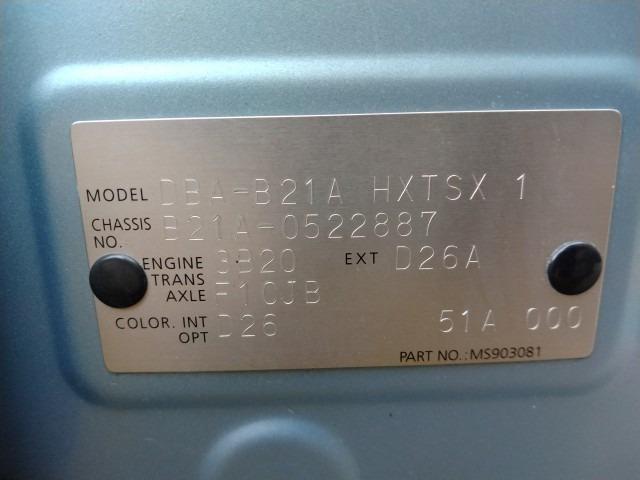 MODEL DBA-B21A HXTSX 1
CHASSIS NO. B21A-0522887
ENGINE 3B20 EXT D26A
TRANS AXLE F1CJB
COLOR. INT OPT D26 51A 000
PART NO.:MS903081